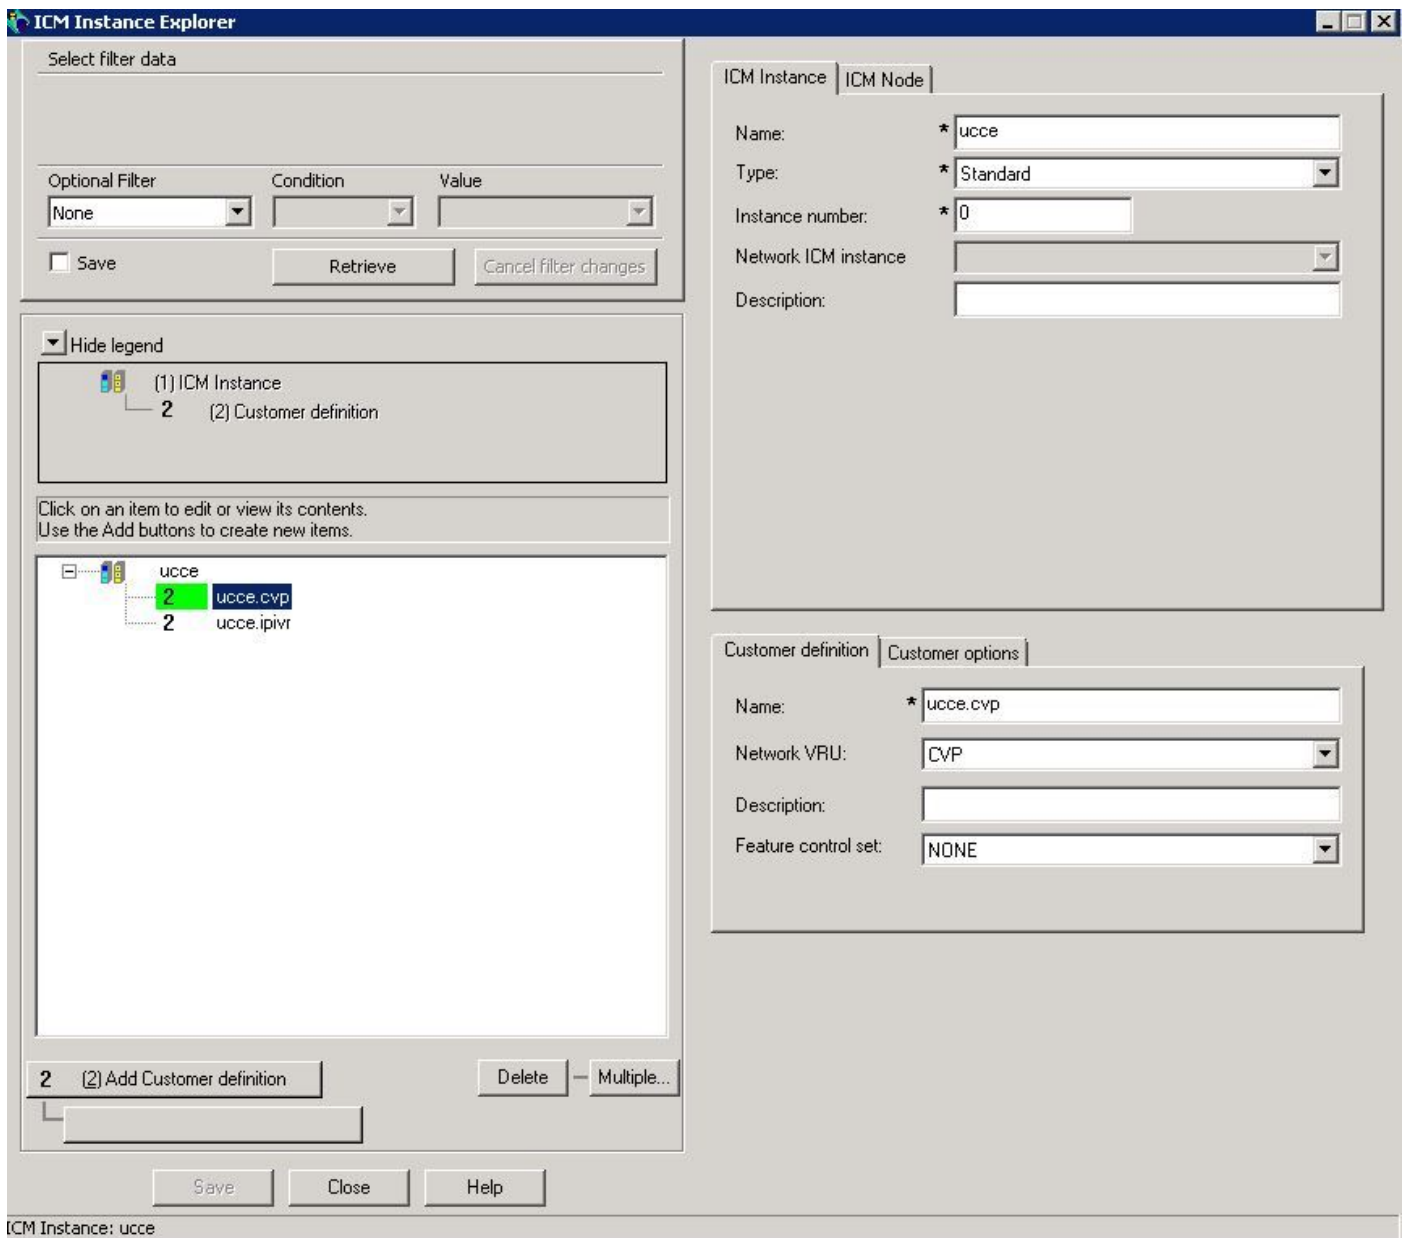 ICM Instance Explorer
Select filter data
Optional Filter Condition Value
None
Save Retrieve Cancel filter changes
Hide legend
(1) ICM Instance
2 (2) Customer definition
Click on an item to edit or view its contents.
Use the Add buttons to create new items.
ucce
2 ucce.cvp
2 ucce.ipivr
2 (2) Add Customer definition Delete Multiple...
Save Close Help
ICM Instance ICM Node
Name: * ucce
Type: * Standard
Instance number: * 0
Network ICM instance
Description:
Customer definition Customer options
Name: * ucce.cvp
Network VRU: CVP
Description:
Feature control set: NONE
ICM Instance: ucce